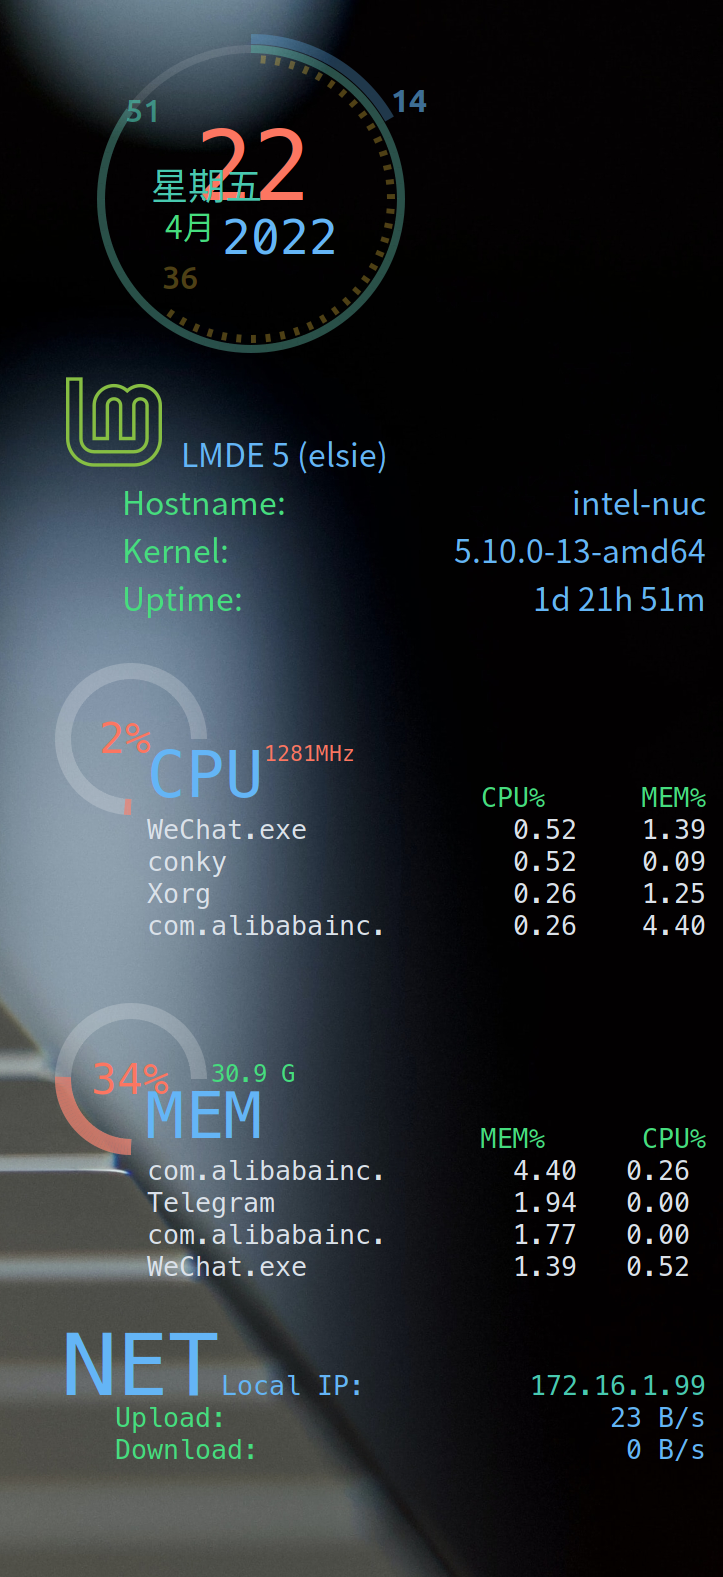 14
51
22
星期五
4月 2022
36
LMDE 5 (elsie)
Hostname: intel-nuc
Kernel: 5.10.0-13-amd64
Uptime: 1d 21h 51m
2%
CPU 1281MHz
CPU% MEM%
WeChat.exe 0.52 1.39
conky 0.52 0.09
Xorg 0.26 1.25
com.alibabainc. 0.26 4.40
34% 30.9 G
MEM
MEM% CPU%
com.alibabainc. 4.40 0.26
Telegram 1.94 0.00
com.alibabainc. 1.77 0.00
WeChat.exe 1.39 0.52
NET Local IP: 172.16.1.99
Upload: 23 B/s
Download: 0 B/s